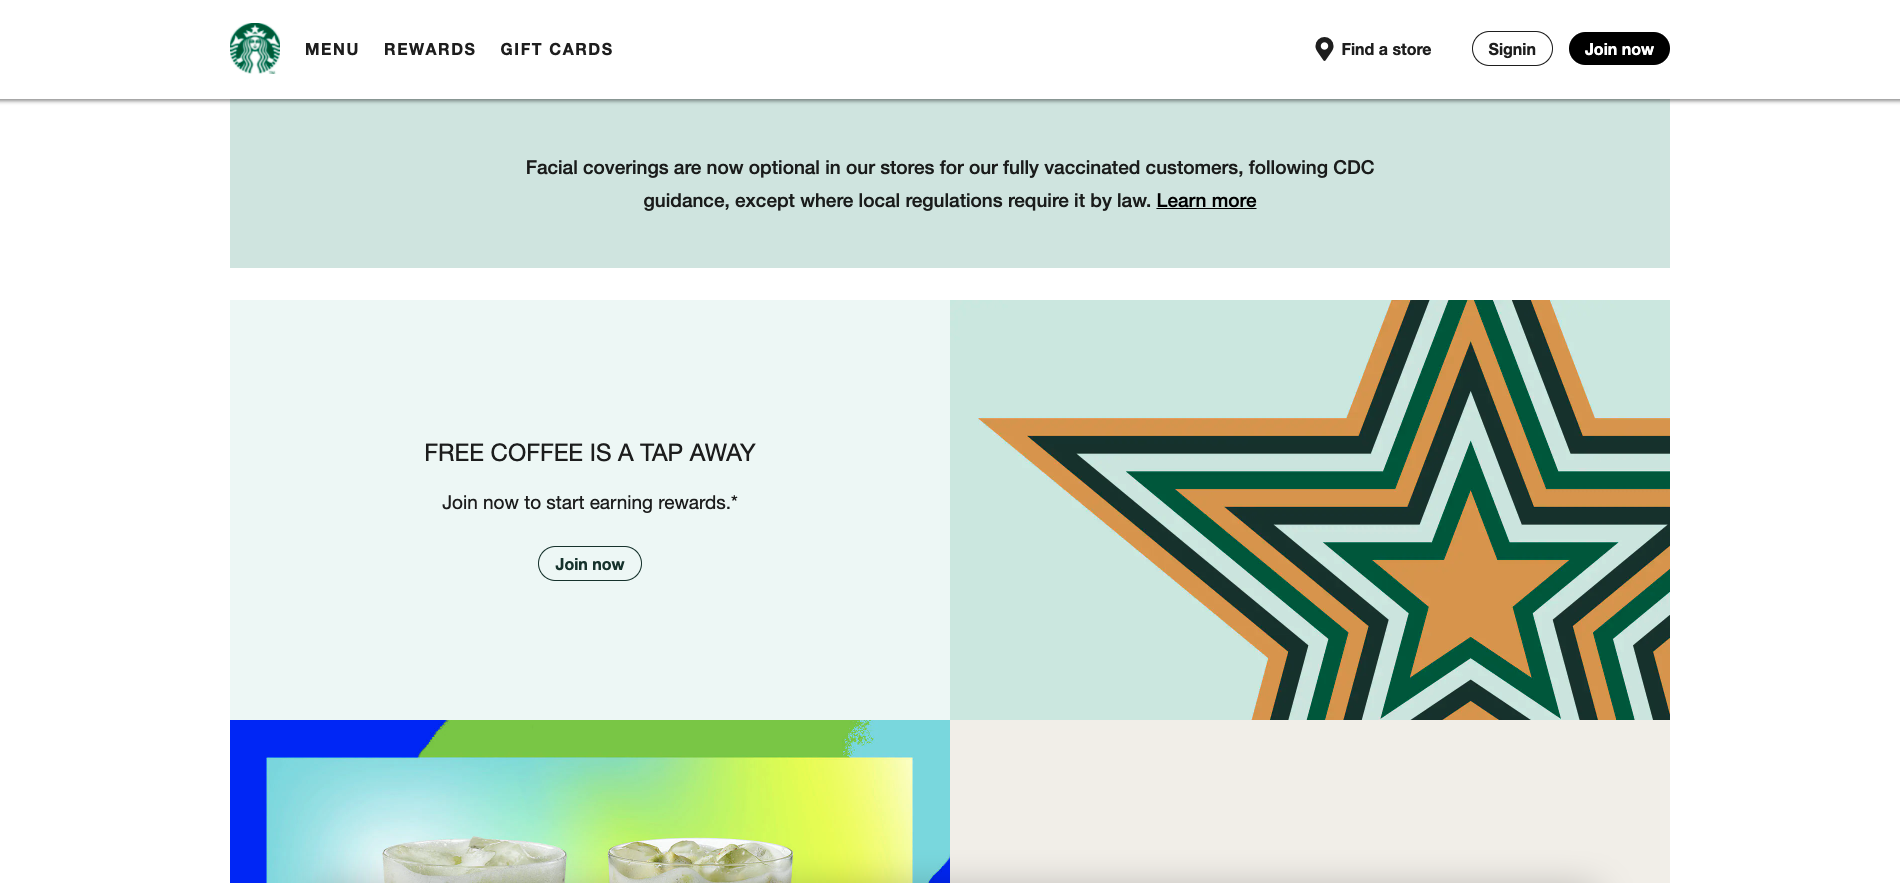 MENU REWARDS GIFT CARDS Find a store Signin Join now
Facial coverings are now optional in our stores for our fully vaccinated customers, following CDC
guidance, except where local regulations require it by law. Learn more
FREE COFFEE IS A TAP AWAY
Join now to start earning rewards.*
Join now